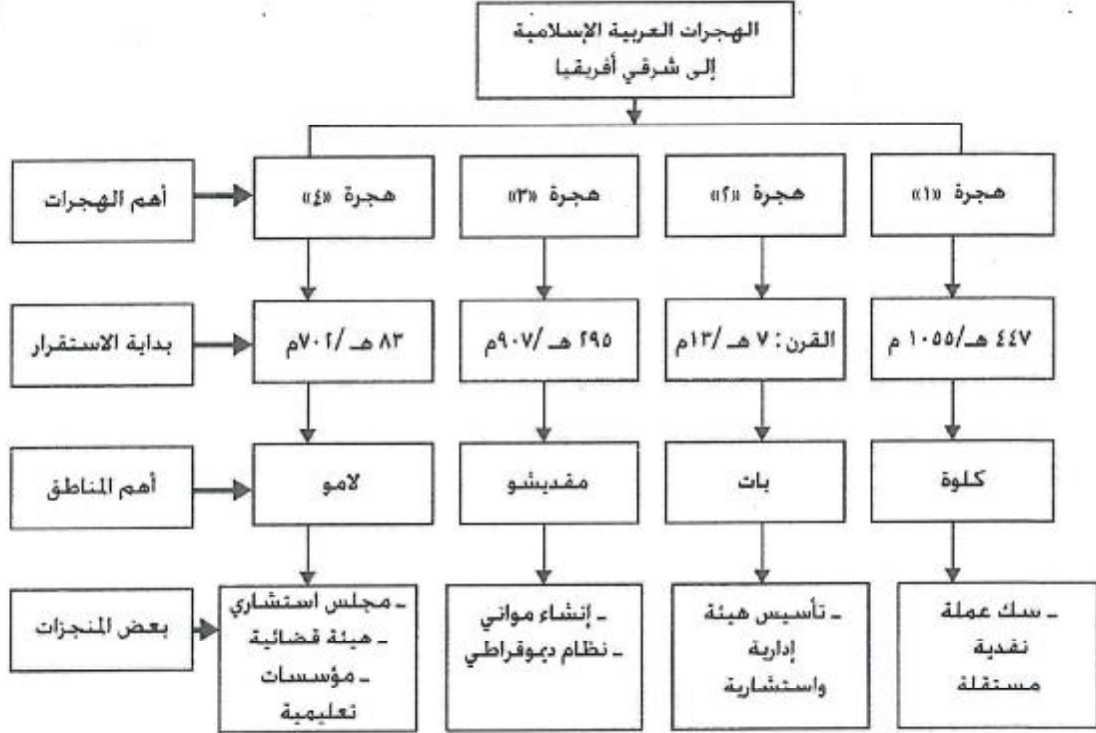 الهجرات العربية الإسلامية
إلى شرفي أفريقيا
أهم الهجرات
هجرة «١»
هجرة «٢»
هجرة «٣»
هجرة «٤»
بداية الاستقرار
٤٤٧ هـ/١٠٥٥ م
القرن: ٧ هـ /١٣م
٢٩٥ هـ /٩٠٧م
٨٣ هـ /٧٠٢م
أهم المناطق
كلوة
بات
مقديشو
لامو
بعض المنجزات
ـ سك عملة
نقدية
مستقلة
ـ تأسيس هيئة
إدارية
واستشارية
ـ إنشاء مواني
ـ نظام ديموقراطي
ـ مجلس استشاري
ـ هيئة قضائية
ـ مؤسسات
تعليمية